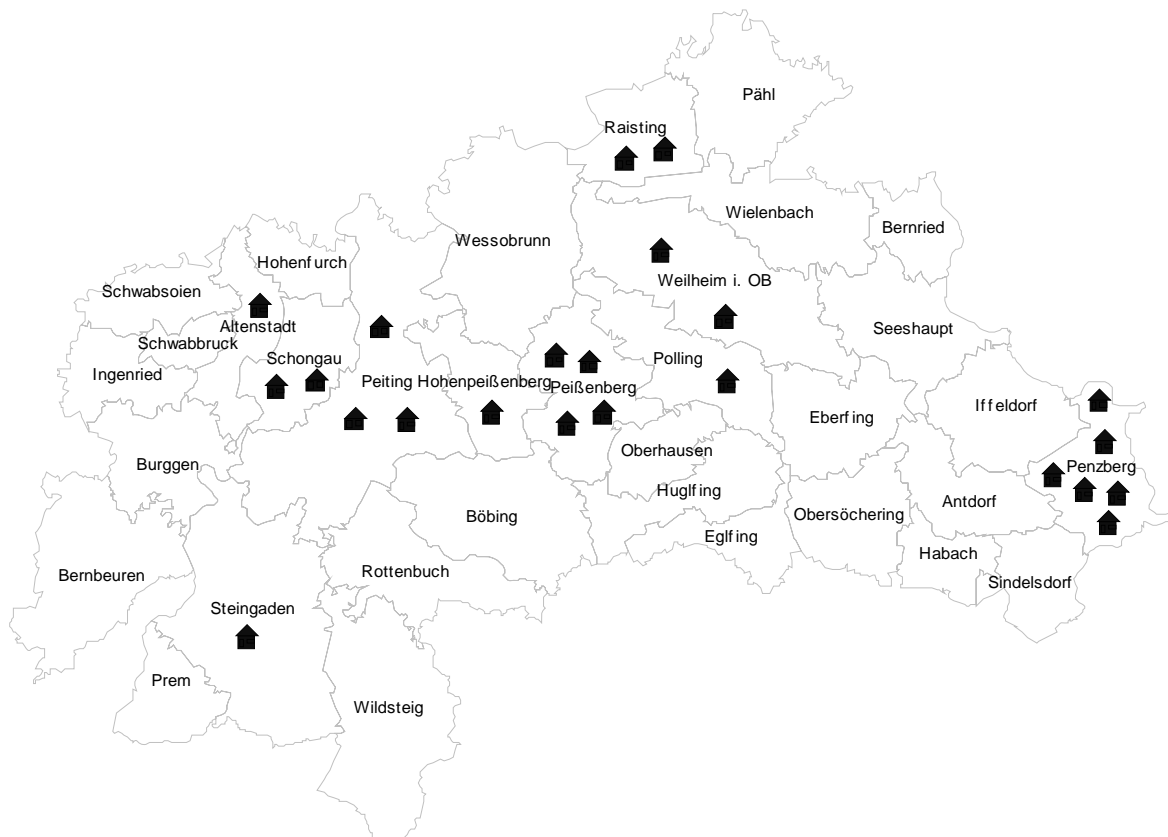 Pähl
Raisting
Wielenbach
Bernried
Wessobrunn
Hohenfurch
Weilheim i. OB
Schwabsoien
Altenstadt
Seeshaupt
Schwabbruck
Schongau
Polling
Ingenried
Peiting Hohenpeißenberg
Peißenberg
Iffeldorf
Eberfing
Oberhausen
Burggen
Penzberg
Huglfing
Antdorf
Böbing
Obersöchering
Eglfing
Habach
Bernbeuren
Rottenbuch
Sindelsdorf
Steingaden
Prem
Wildsteig